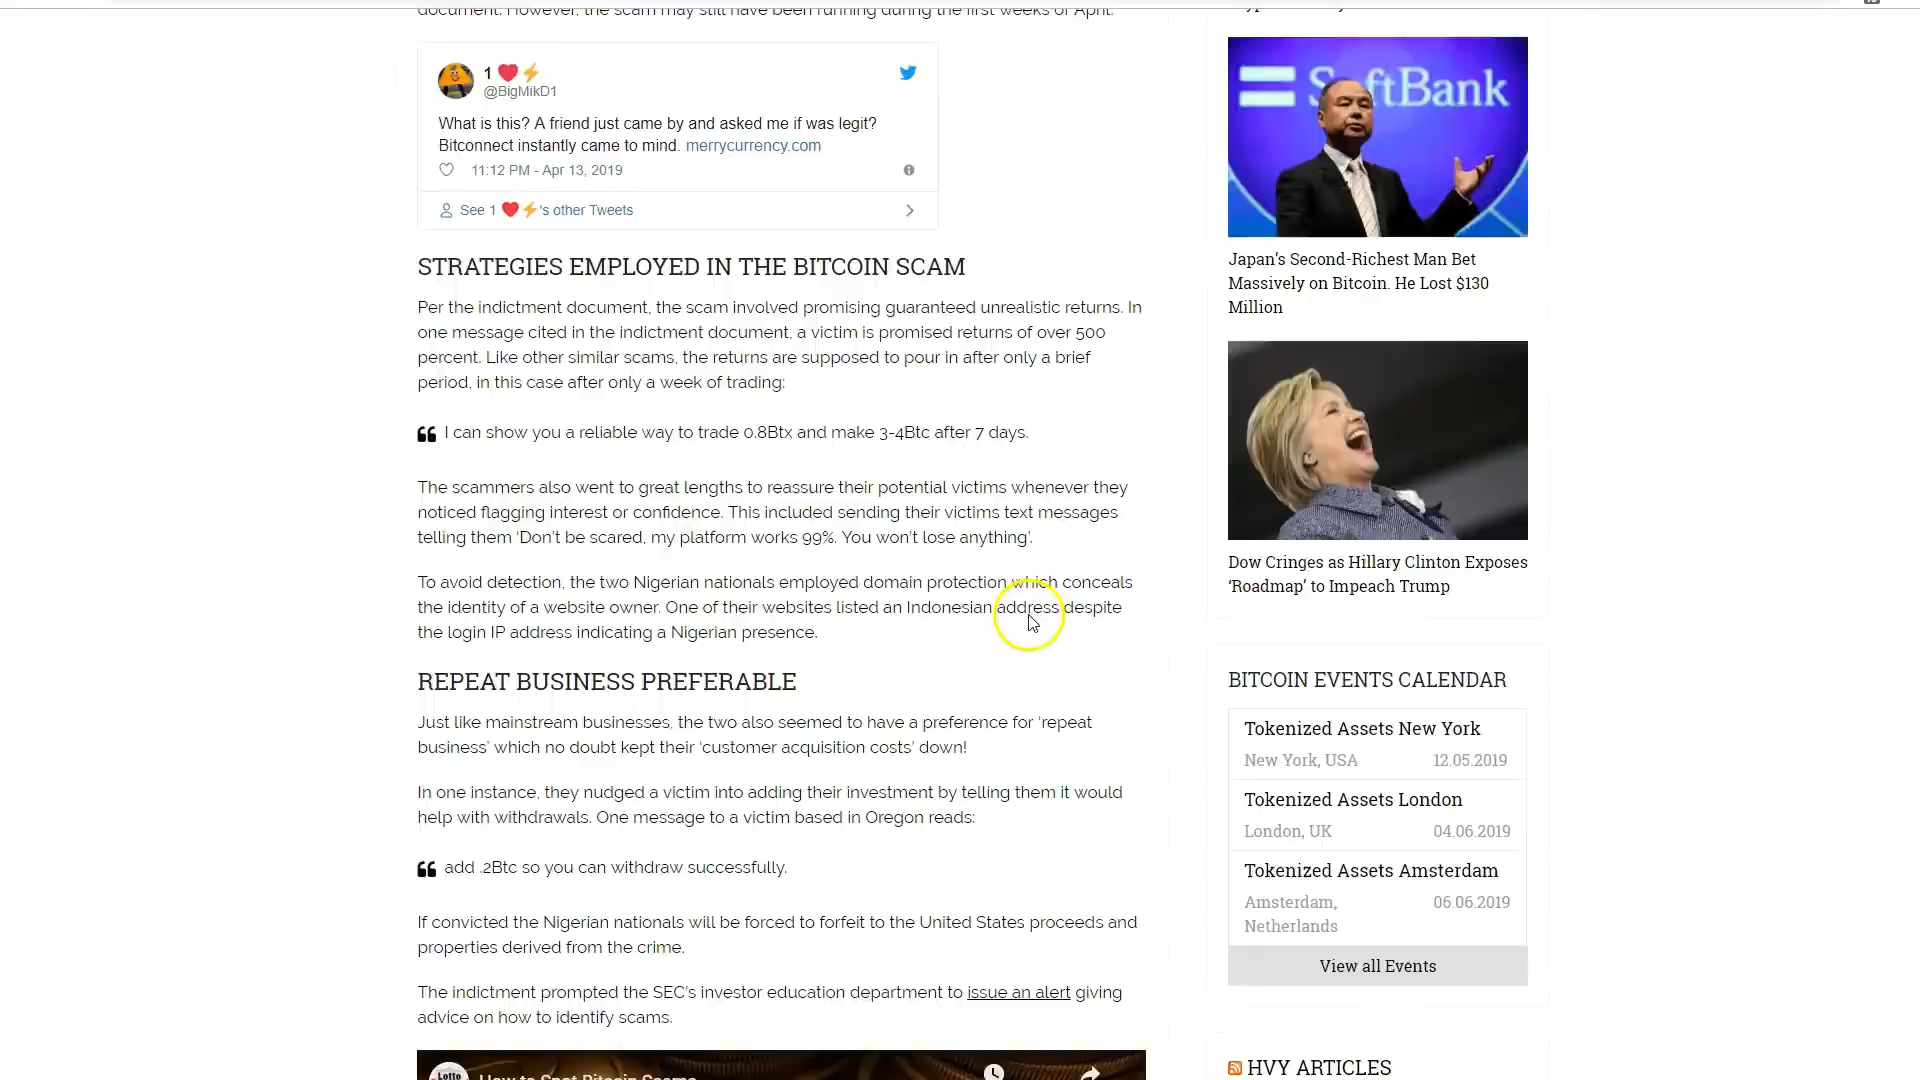 document. However, the scam may still have been running during the first weeks of April.
1 ❤️⚡
@BigMikD1
What is this? A friend just came by and asked me if was legit?
Bitconnect instantly came to mind. merrycurrency.com
11:12 PM - Apr 13, 2019
See 1 ❤️⚡'s other Tweets
STRATEGIES EMPLOYED IN THE BITCOIN SCAM
Per the indictment document, the scam involved promising guaranteed unrealistic returns. In
one message cited in the indictment document, a victim is promised returns of over 500
percent. Like other similar scams, the returns are supposed to pour in after only a brief
period, in this case after only a week of trading:
I can show you a reliable way to trade 0.8Btx and make 3-4Btc after 7 days.
The scammers also went to great lengths to reassure their potential victims whenever they
noticed flagging interest or confidence. This included sending their victims text messages
telling them ‘Don’t be scared, my platform works 99%. You won’t lose anything’.
To avoid detection, the two Nigerian nationals employed domain protection which conceals
the identity of a website owner. One of their websites listed an Indonesian address despite
the login IP address indicating a Nigerian presence.
REPEAT BUSINESS PREFERABLE
Just like mainstream businesses, the two also seemed to have a preference for ‘repeat
business’ which no doubt kept their ‘customer acquisition costs’ down!
In one instance, they nudged a victim into adding their investment by telling them it would
help with withdrawals. One message to a victim based in Oregon reads:
add .2Btc so you can withdraw successfully.
If convicted the Nigerian nationals will be forced to forfeit to the United States proceeds and
properties derived from the crime.
The indictment prompted the SEC’s investor education department to issue an alert giving
advice on how to identify scams.
Lotto
How to Spot Bitcoin Scams
SoftBank
Japan’s Second-Richest Man Bet
Massively on Bitcoin. He Lost $130
Million
Dow Cringes as Hillary Clinton Exposes
‘Roadmap’ to Impeach Trump
BITCOIN EVENTS CALENDAR
Tokenized Assets New York
New York, USA 12.05.2019
Tokenized Assets London
London, UK 04.06.2019
Tokenized Assets Amsterdam
Amsterdam, 06.06.2019
Netherlands
View all Events
HVY ARTICLES